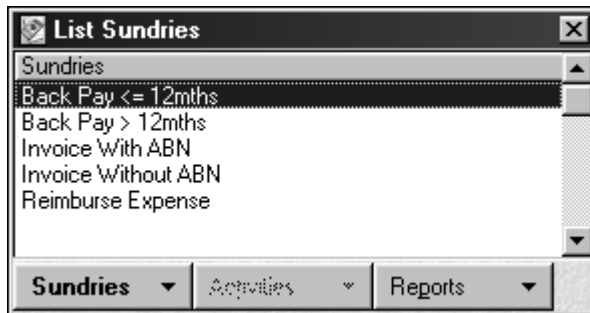 List Sundries
Sundries
Back Pay <= 12mths
Back Pay > 12mths
Invoice With ABN
Invoice Without ABN
Reimburse Expense
Sundries Activities Reports